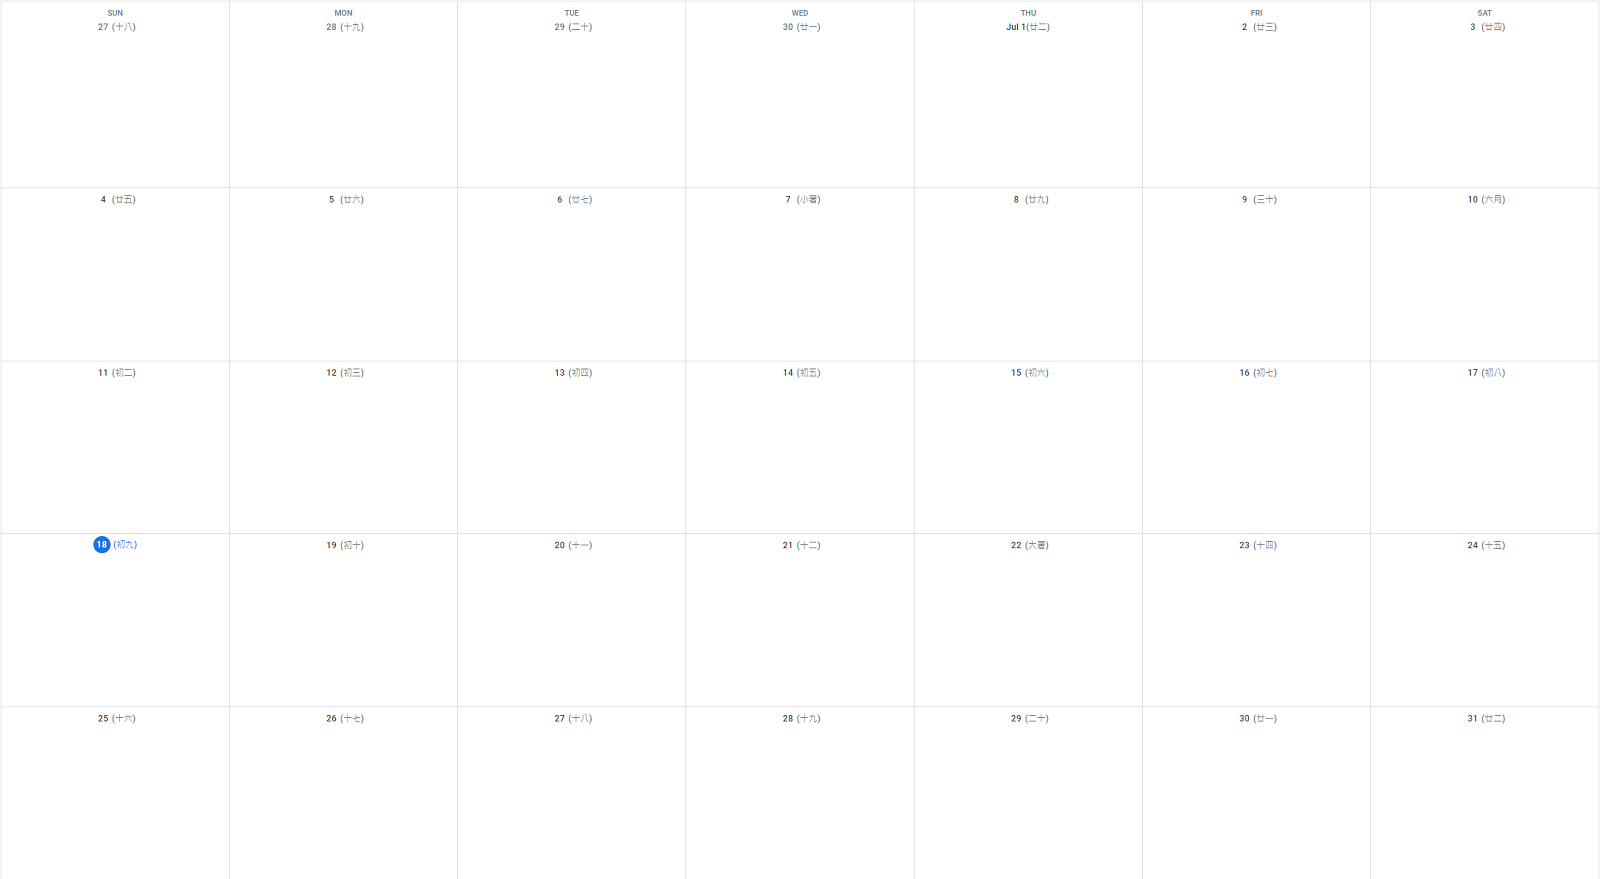 SUN MON TUE WED THU FRI SAT
27 (十八) 28 (十九) 29 (二十) 30 (廿一) Jul 1(廿二) 2 (廿三) 3 (廿四)
4 (廿五) 5 (廿六) 6 (廿七) 7 (小暑) 8 (廿九) 9 (三十) 10 (六月)
11 (初二) 12 (初三) 13 (初四) 14 (初五) 15 (初六) 16 (初七) 17 (初八)
18 (初九) 19 (初十) 20 (十一) 21 (十二) 22 (大暑) 23 (十四) 24 (十五)
25 (十六) 26 (十七) 27 (十八) 28 (十九) 29 (二十) 30 (廿一) 31 (廿二)